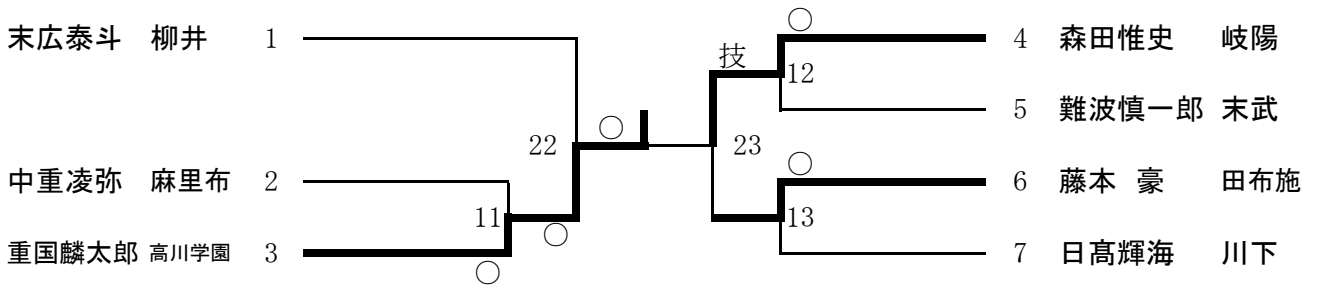 末広泰斗 柳井 1
中重凌弥 麻里布 2
重国麟太郎 高川学園 3
11
22
○
○
○
技
23
○
12
○
13
4 森田惟史 岐陽
5 難波慎一郎 末武
6 藤本 豪 田布施
7 日髙輝海 川下